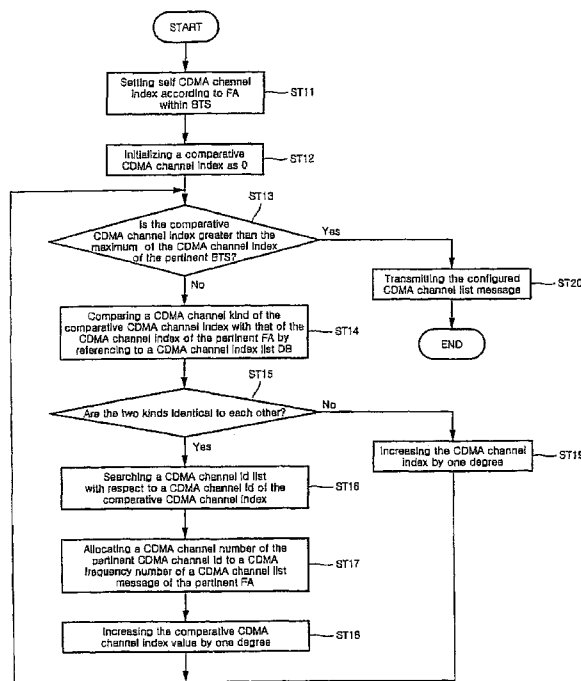 START
Setting self CDMA channel
index according to FA
within BTS
ST11
Initializing a comparative
CDMA channel index as 0
ST12
ST13
Is the comparative
CDMA channel index greater than the
maximum of the CDMA channel index
of the pertinent BTS?
Yes
No
Transmitting the configured
CDMA channel list message
ST20
END
Comparing a CDMA channel kind of the
comparative CDMA channel index with that of the
CDMA channel index of the pertinent FA by
referencing to a CDMA channel index list DB
ST14
ST15
Are the two kinds identical to each other?
No
Yes
Increasing the CDMA channel
index by one degree
ST19
Searching a CDMA channel id list
with respect to a CDMA channel id of the
comparative CDMA channel index
ST16
Allocating a CDMA channel number of the
pertinent CDMA channel id to a CDMA
frequency number of a CDMA channel list
message of the pertinent FA
ST17
Increasing the comparative CDMA
channel index value by one degree
ST18